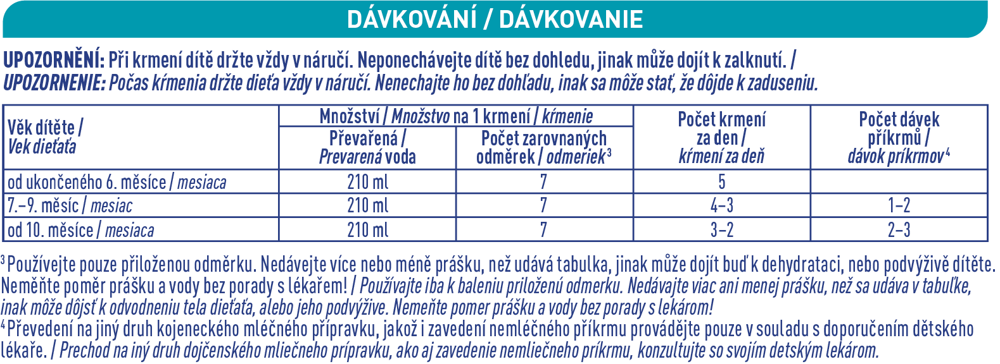 DÁVKOVÁNÍ / DÁVKOVANIE
UPOZORNĚNÍ: Při krmení dítě držte vždy v náručí. Neponechávejte dítě bez dohledu, jinak může dojít k zalknutí. /
UPOZORNENIE: Počas kŕmenia držte dieťa vždy v náručí. Nenechajte ho bez dohľadu, inak sa môže stať, že dôjde k zaduseniu.
Věk dítěte /
Vek dieťaťa
Množství / Množstvo na 1 krmení / kŕmenie
Převařená /
Prevarená voda
Počet zarovnaných
odměrek / odmeriek ³
Počet krmení
za den /
kŕmení za deň
Počet dávek
příkrmů /
dávok príkrmov ⁴
od ukončeného 6. měsíce / mesiaca 210 ml 7 5
7.–9. měsíc / mesiac 210 ml 7 4–3 1–2
od 10. měsíce / mesiaca 210 ml 7 3–2 2–3
³ Používejte pouze přiloženou odměrku. Nedávejte více nebo méně prášku, než udává tabulka, jinak může dojít buď k dehydrataci, nebo podvýživě dítěte.
Neměňte poměr prášku a vody bez porady s lékařem! / Používajte iba k baleniu priloženú odmerku. Nedávajte viac ani menej prášku, než sa udáva v tabuľke,
inak môže dôjsť k odvodneniu tela dieťaťa, alebo jeho podvýžive. Nemeňte pomer prášku a vody bez porady s lekárom!
⁴ Převedení na jiný druh kojeneckého mléčného přípravku, jakož i zavedení nemléčného příkrmu provádějte pouze v souladu s doporučením dětského
lékaře. / Prechod na iný druh dojčenského mliečneho prípravku, ako aj zavedenie nemliečneho príkrmu, konzultujte so svojím detským lekárom.